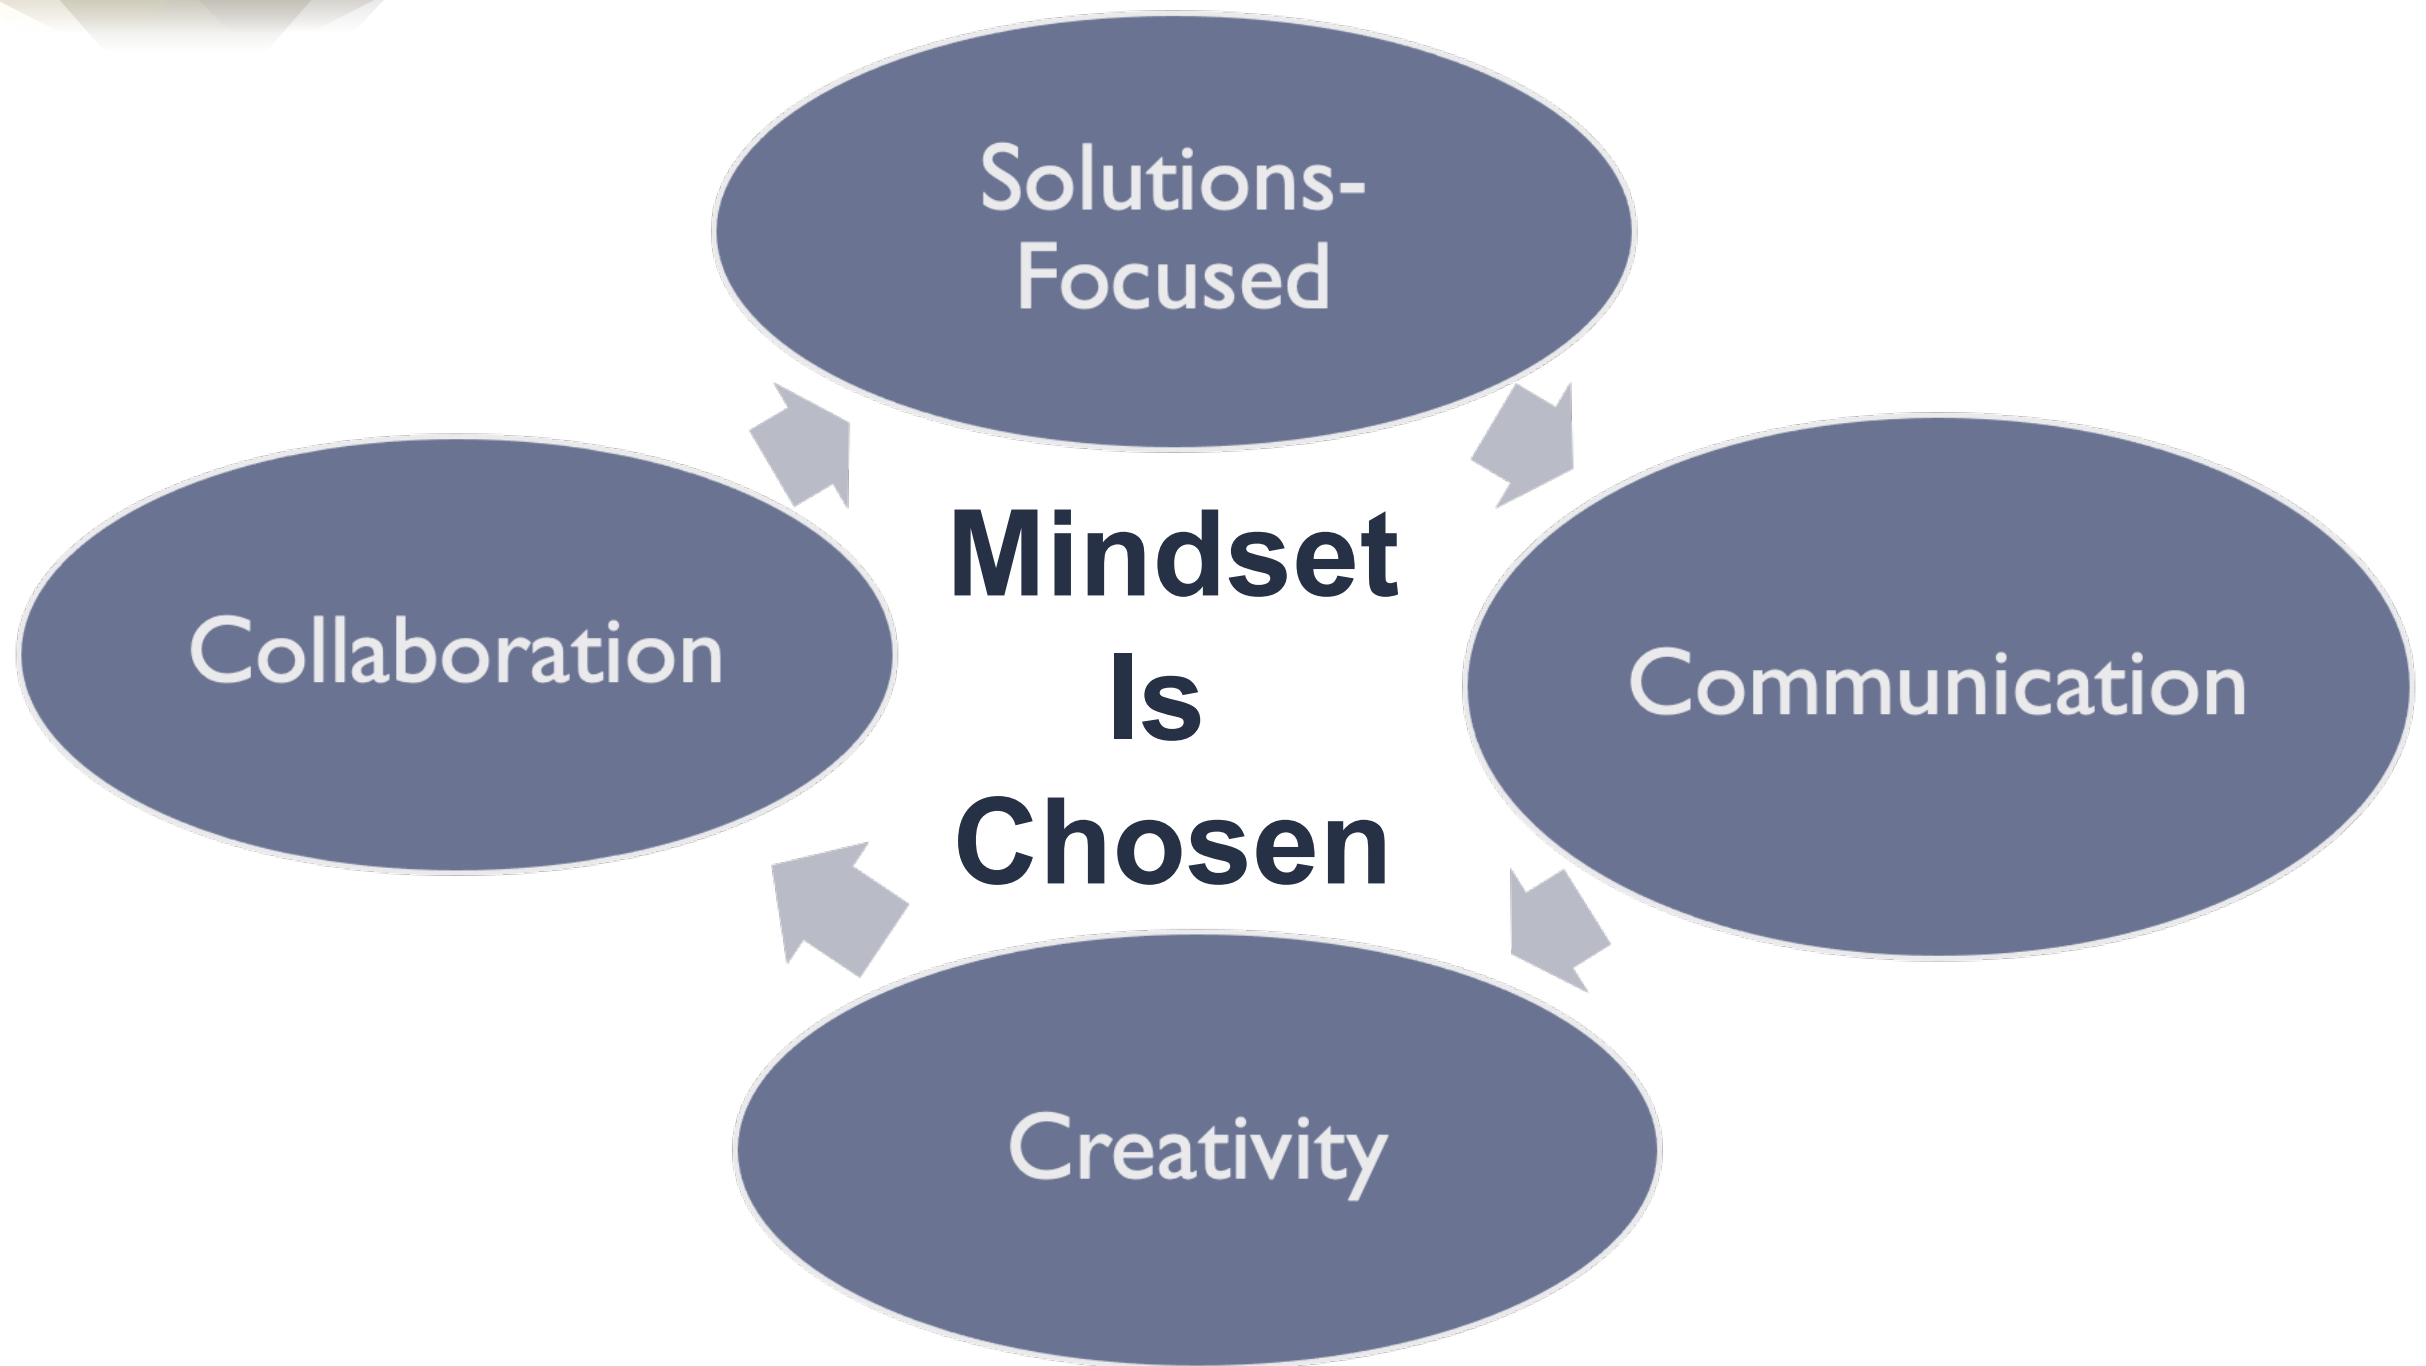 Solutions-
Focused
Mindset
Is
Chosen
Collaboration
Communication
Creativity